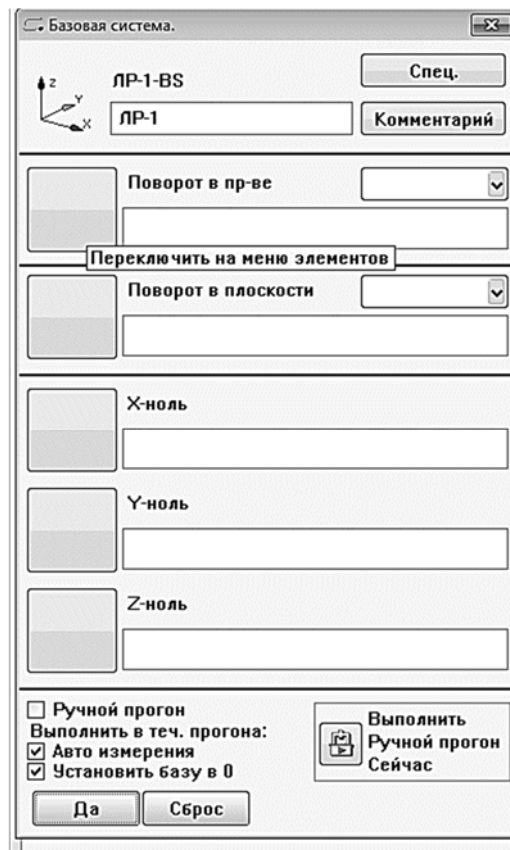 Базовая система.
Z
Y
X
ЛР-1-BS
Спец.
ЛР-1
Комментарий
Поворот в пр-ве
Переключить на меню элементов
Поворот в плоскости
X-ноль
Y-ноль
Z-ноль
Ручной прогон
Выполнить в теч. прогона:
Авто измерения
Установить базу в 0
Выполнить
Ручной прогон
Сейчас
Да
Сброс